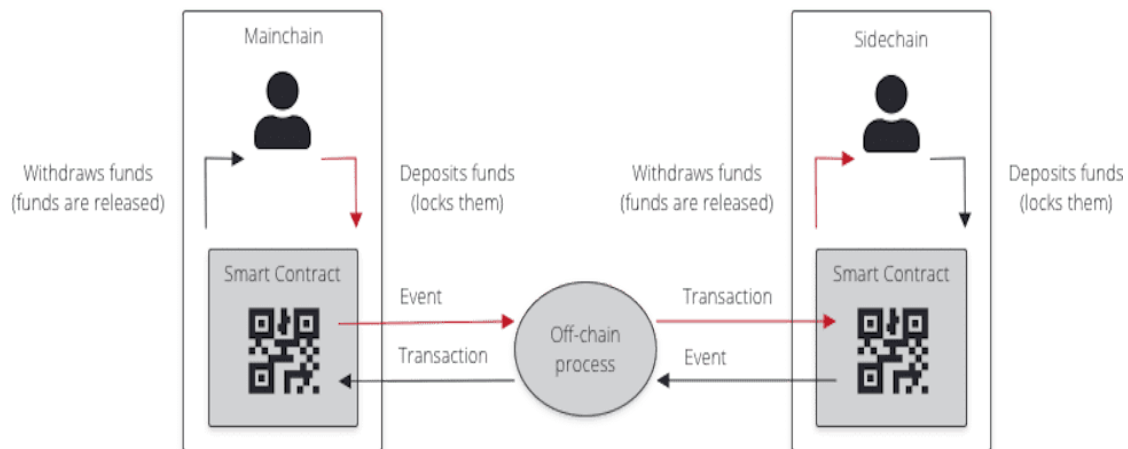 Mainchain
Withdraws funds
(funds are released)
Deposits funds
(locks them)
Smart Contract
Event
Transaction
Off-chain
process
Sidechain
Withdraws funds
(funds are released)
Deposits funds
(locks them)
Transaction
Event
Smart Contract